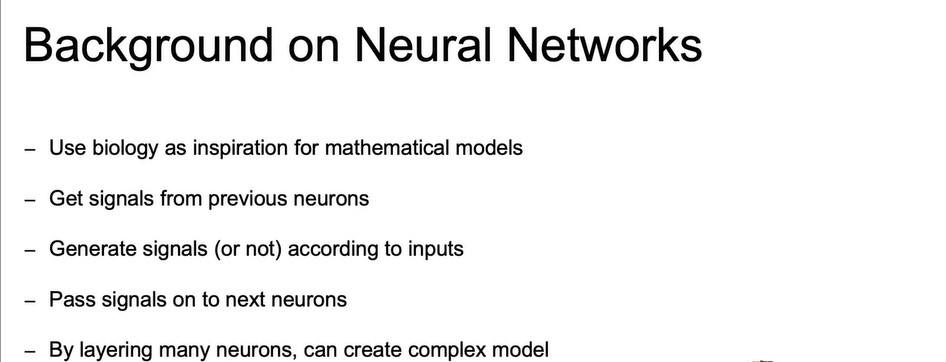 Background on Neural Networks
– Use biology as inspiration for mathematical models
– Get signals from previous neurons
– Generate signals (or not) according to inputs
– Pass signals on to next neurons
– By layering many neurons, can create complex model